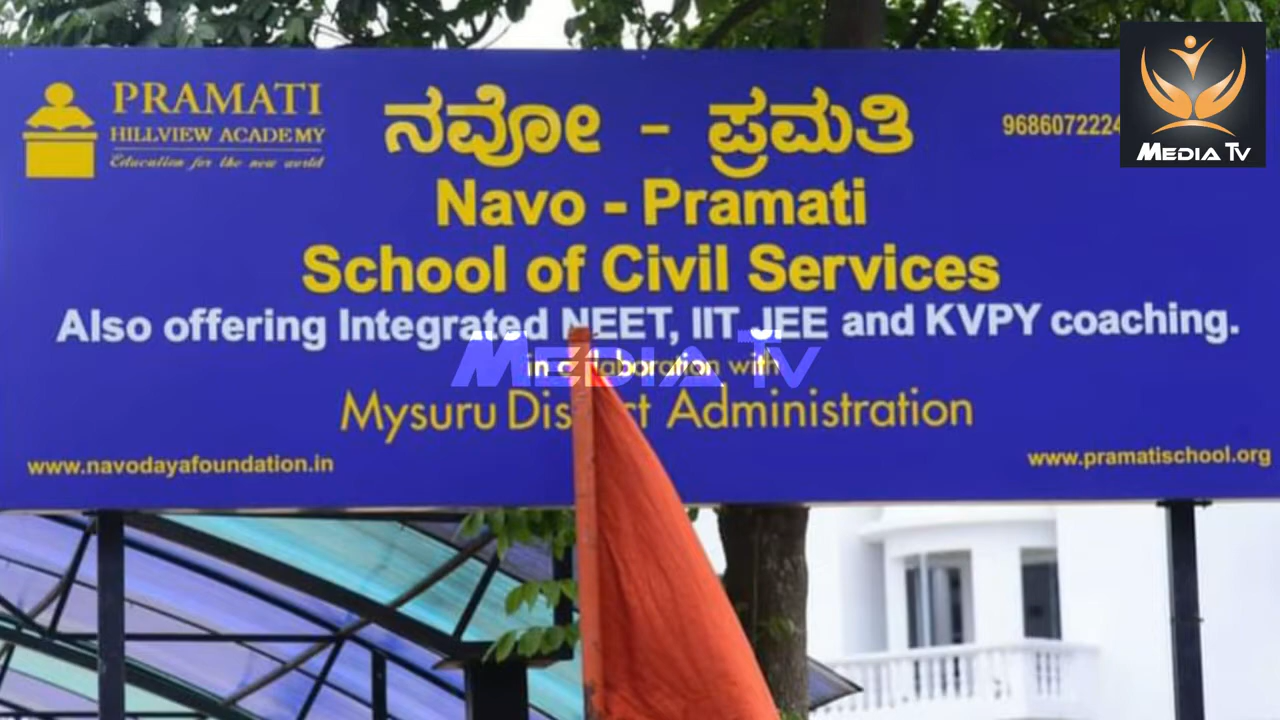 PRAMATI
HILLVIEW ACADEMY
Education for the new world
ನವೋ - ಪ್ರಮತಿ
9686072224
MEDIA TV
Navo - Pramati
School of Civil Services
Also offering Integrated NEET, IIT JEE and KVPY coaching.
MEDIA TV
in collaboration with
Mysuru District Administration
www.navodayafoundation.in
www.pramatischool.org